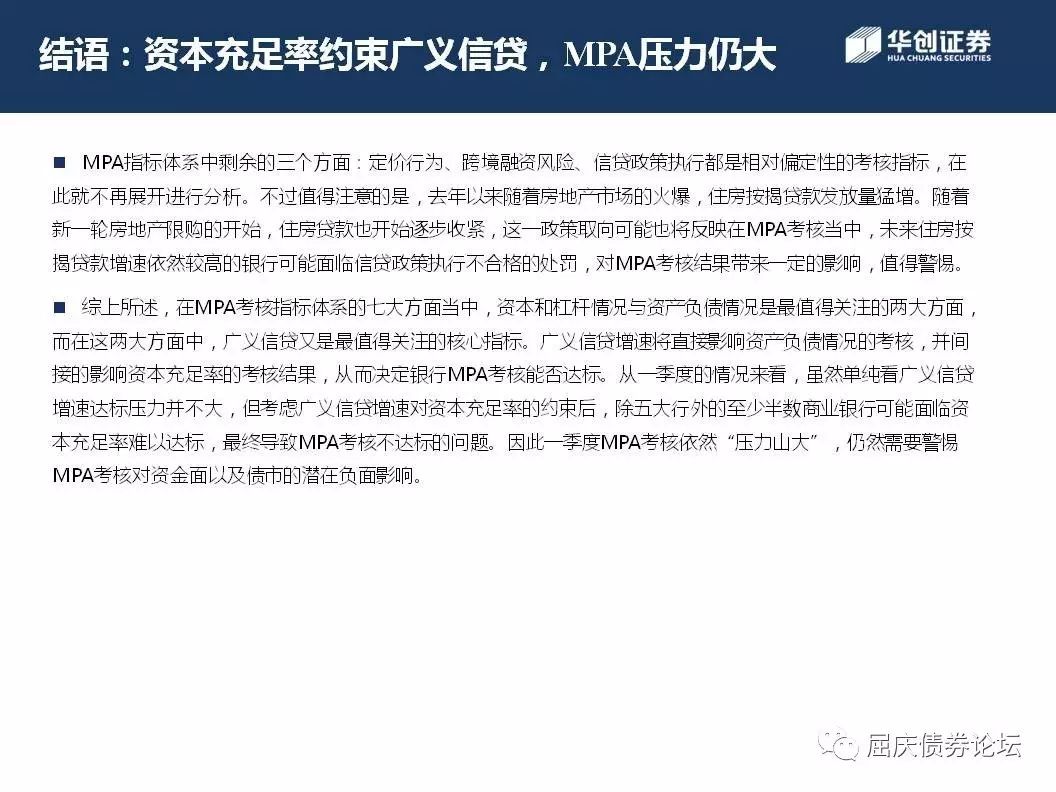 结语：资本充足率约束广义信贷，MPA压力仍大
华创证券
HUA CHUANG SECURITIES
■ MPA指标体系中剩余的三个方面：定价行为、跨境融资风险、信贷政策执行都是相对偏定性的考核指标，在
此就不再展开进行分析。不过值得注意的是，去年以来随着房地产市场的火爆，住房按揭贷款发放量猛增。随着
新一轮房地产限购的开始，住房贷款也开始逐步收紧，这一政策取向可能也将反映在MPA考核当中，未来住房按
揭贷款增速依然较高的银行可能面临信贷政策执行不合格的处罚，对MPA考核结果带来一定的影响，值得警惕。
■ 综上所述，在MPA考核指标体系的七大方面当中，资本和杠杆情况与资产负债情况是最值得关注的两大方面，
而在这两大方面中，广义信贷又是最值得关注的核心指标。广义信贷增速将直接影响资产负债情况的考核，并间
接的影响资本充足率的考核结果，从而决定银行MPA考核能否达标。从一季度的情况来看，虽然单纯看广义信贷
增速达标压力并不大，但考虑广义信贷增速对资本充足率的约束后，除五大行外的至少半数商业银行可能面临资
本充足率难以达标，最终导致MPA考核不达标的问题。因此一季度MPA考核依然“压力山大”，仍然需要警惕
MPA考核对资金面以及债市的潜在负面影响。
屈庆债券论坛